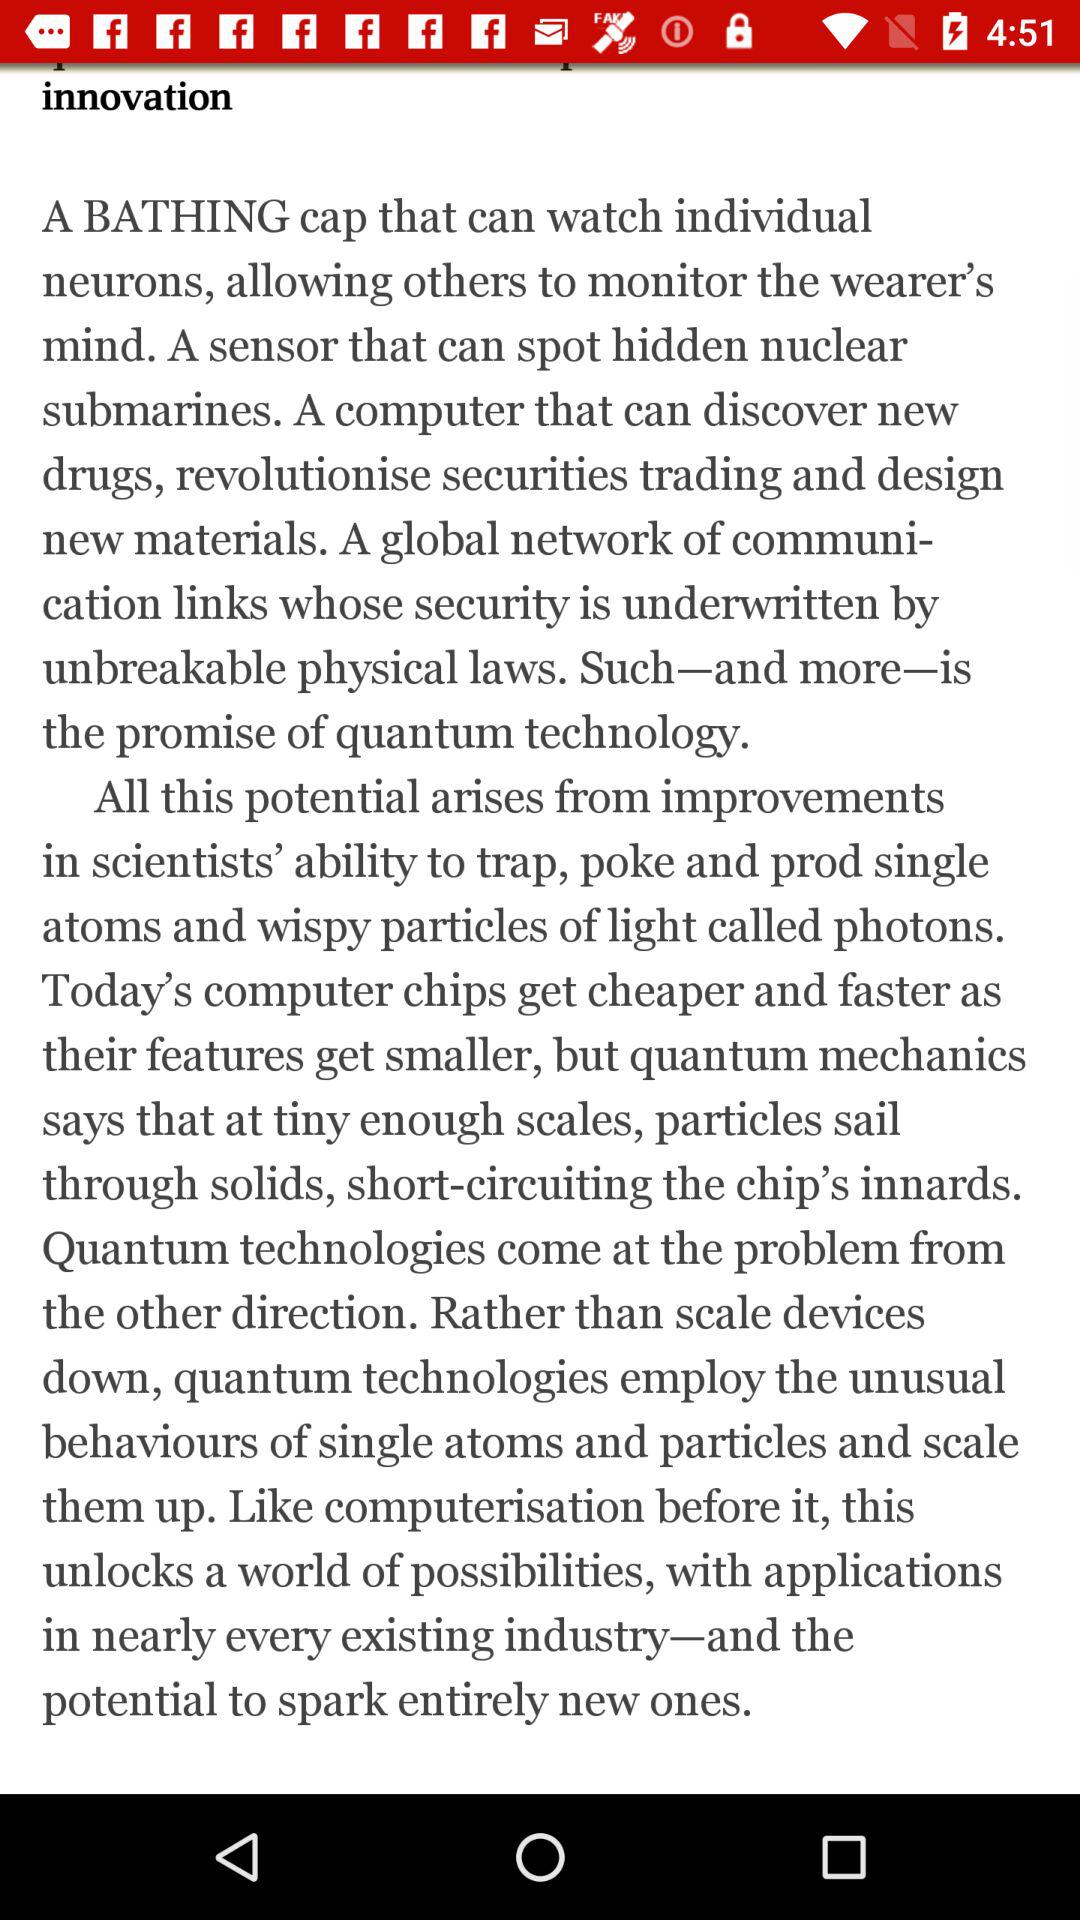 FAKE
4:51
innovation
A BATHING cap that can watch individual
neurons, allowing others to monitor the wearer’s
mind. A sensor that can spot hidden nuclear
submarines. A computer that can discover new
drugs, revolutionise securities trading and design
new materials. A global network of communi-
cation links whose security is underwritten by
unbreakable physical laws. Such—and more—is
the promise of quantum technology.
All this potential arises from improvements
in scientists’ ability to trap, poke and prod single
atoms and wispy particles of light called photons.
Today’s computer chips get cheaper and faster as
their features get smaller, but quantum mechanics
says that at tiny enough scales, particles sail
through solids, short-circuiting the chip’s innards.
Quantum technologies come at the problem from
the other direction. Rather than scale devices
down, quantum technologies employ the unusual
behaviours of single atoms and particles and scale
them up. Like computerisation before it, this
unlocks a world of possibilities, with applications
in nearly every existing industry—and the
potential to spark entirely new ones.